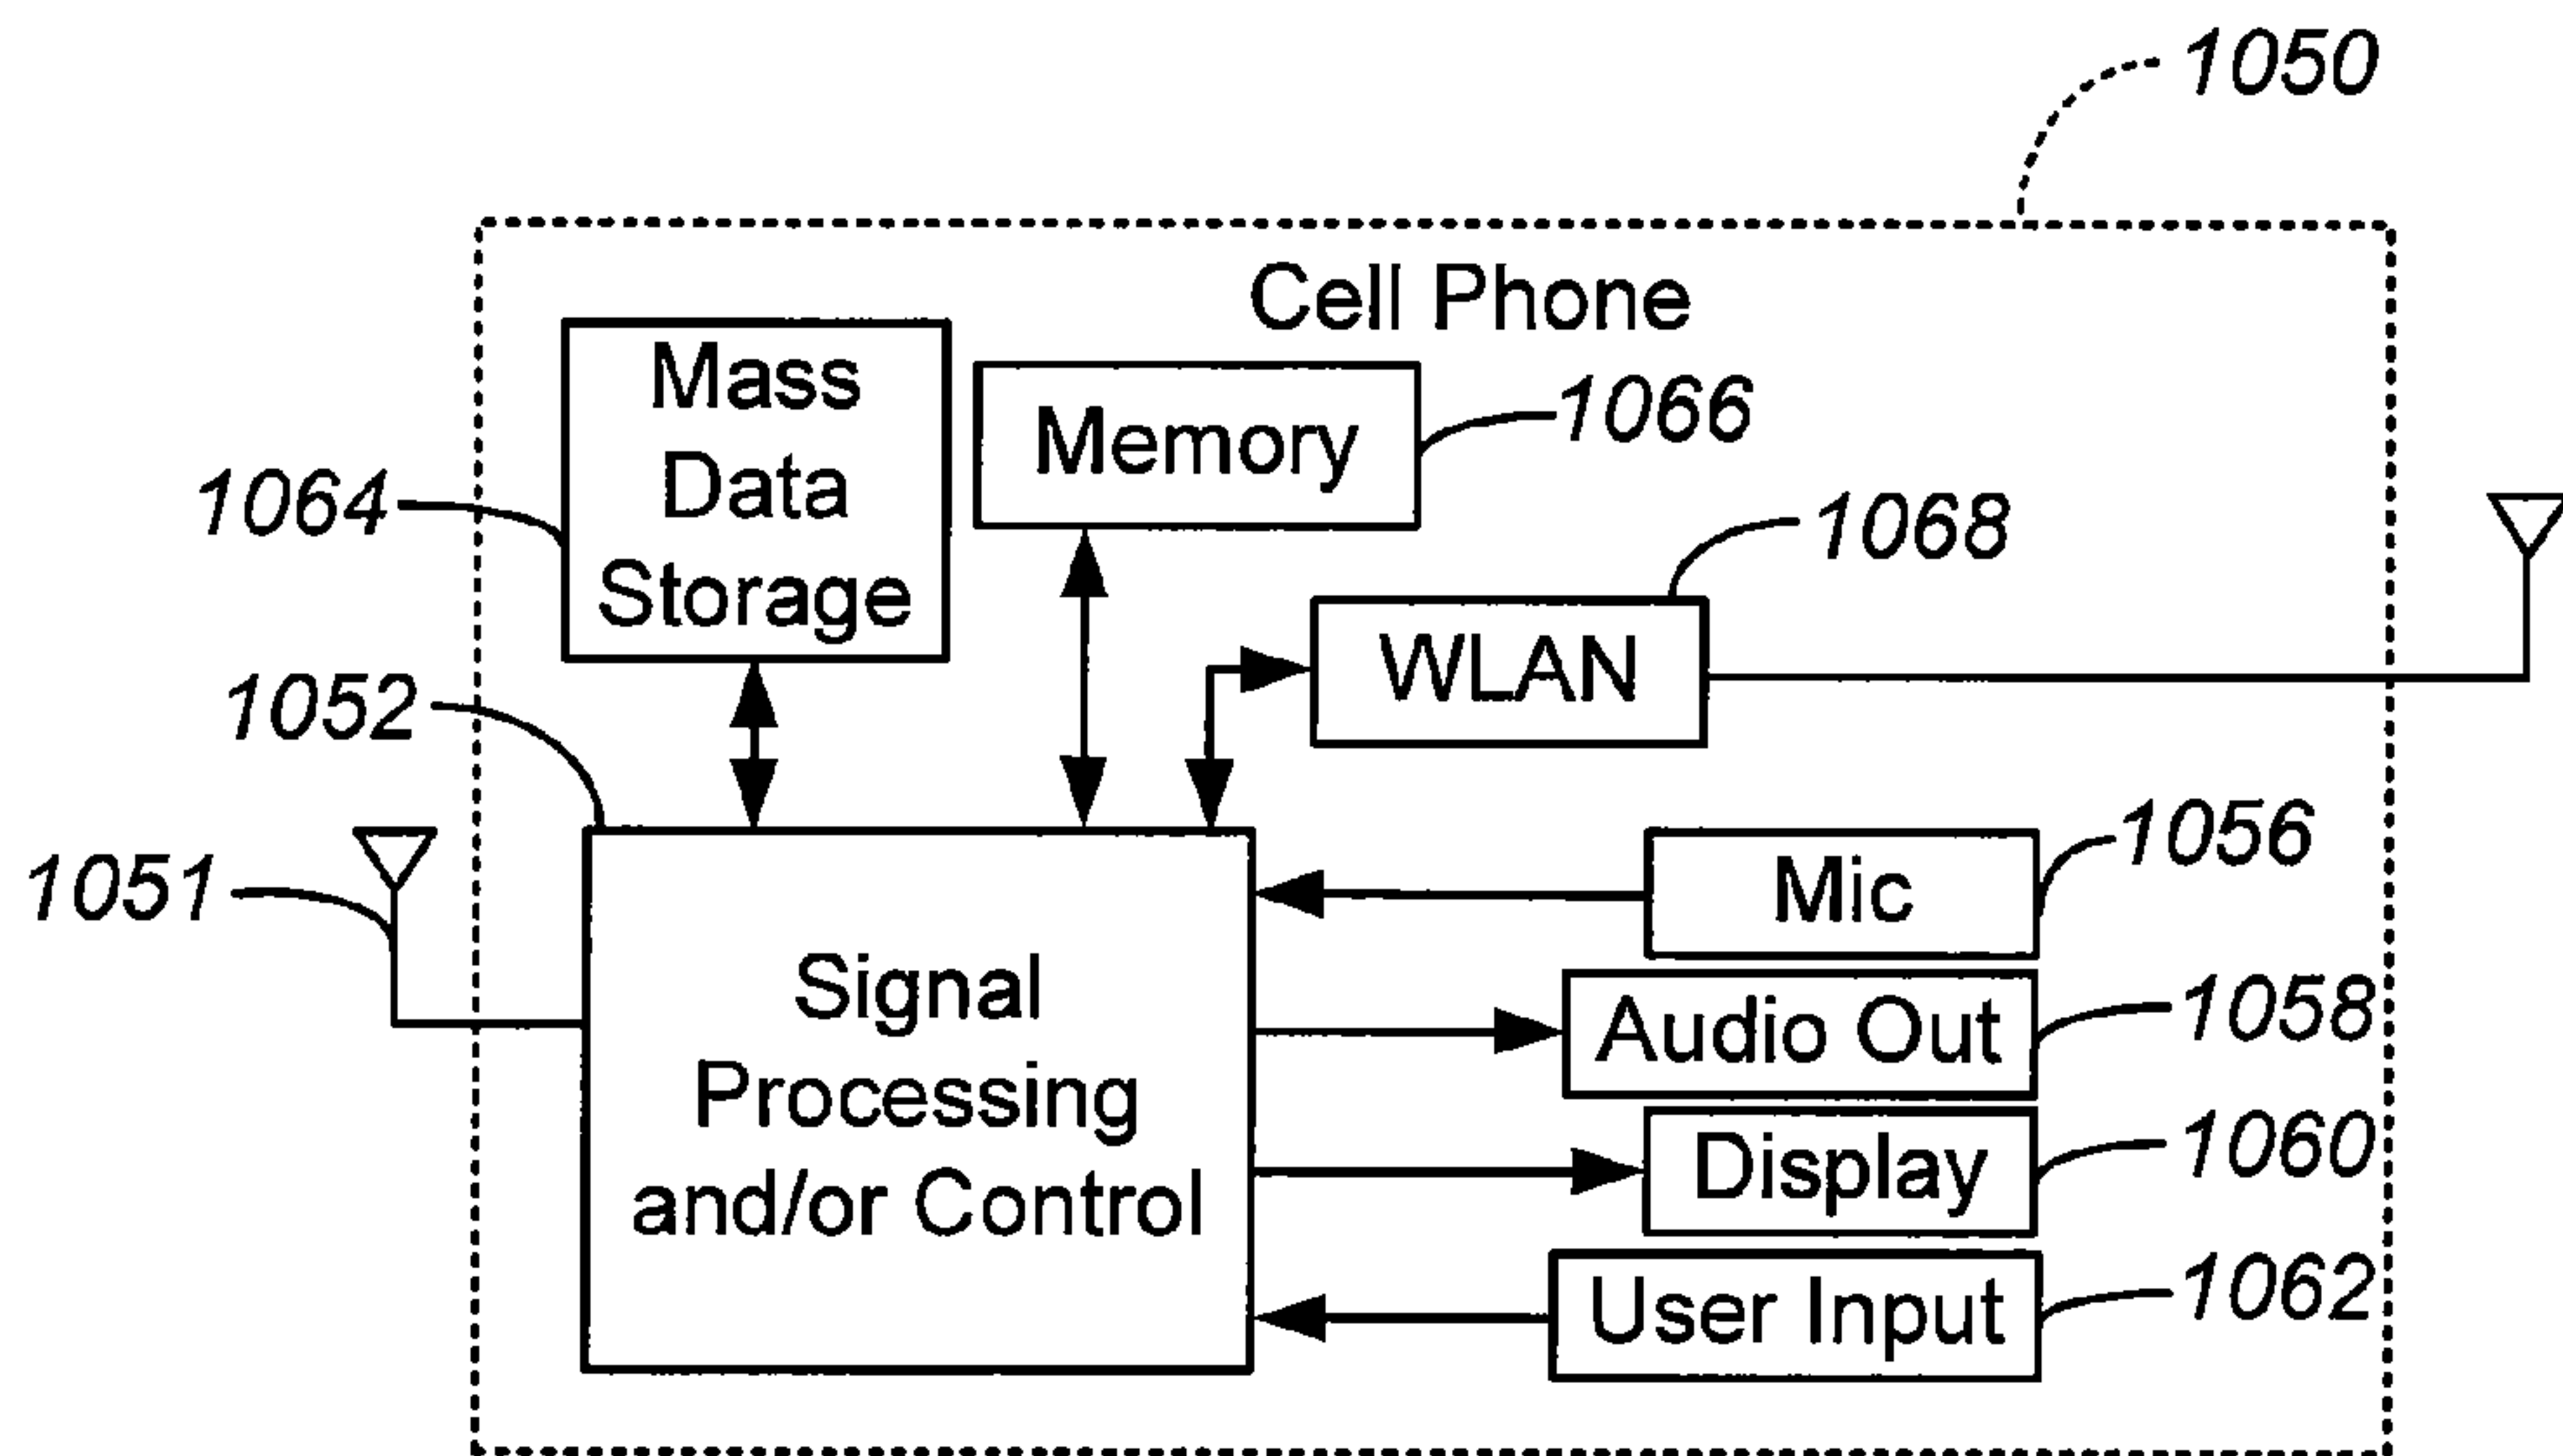 1050
Cell Phone
Mass
Data
Storage
1064
Memory
1066
1068
WLAN
1052
1051
Signal
Processing
and/or Control
Mic
1056
Audio Out
1058
Display
1060
User Input
1062